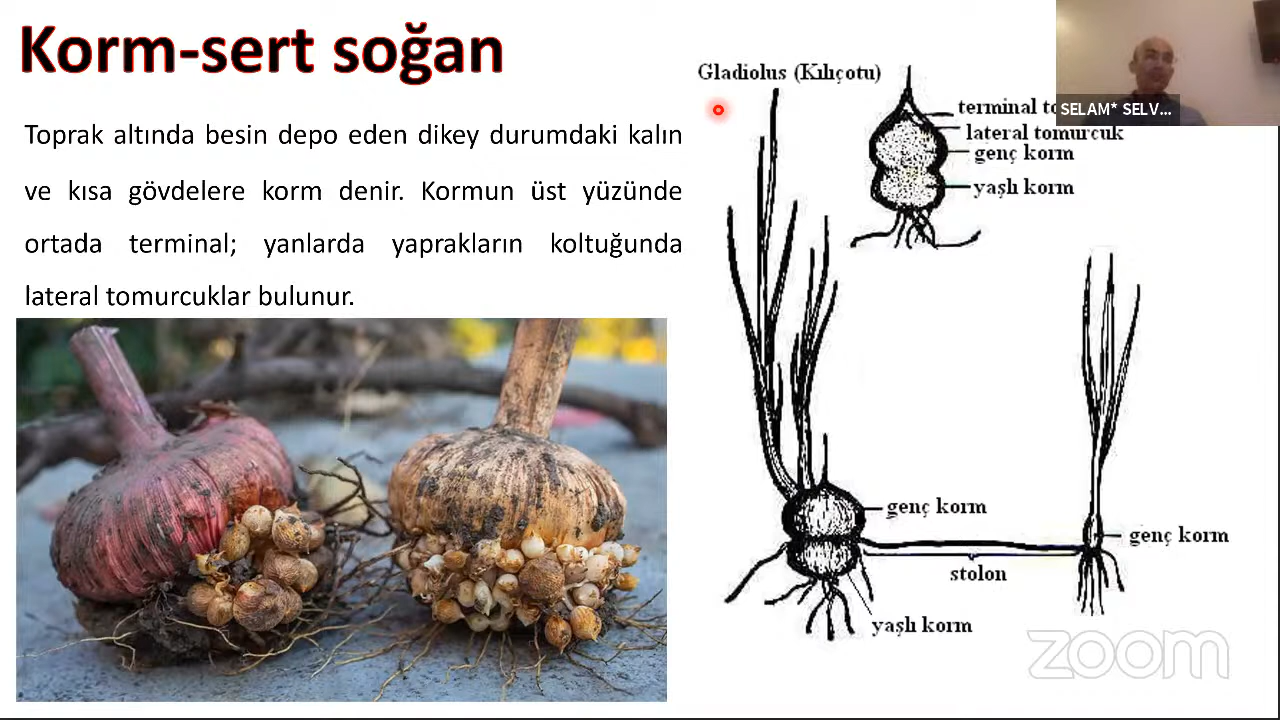 Korm-sert soğan
Toprak altında besin depo eden dikey durumdaki kalın
ve kısa gövdelere korm denir. Kormun üst yüzünde
ortada terminal; yanlarda yaprakların koltuğunda
lateral tomurcuklar bulunur.
Gladiolus (Kılıçotu)
terminal
lateral tomurcuk
genç korm
yaşlı korm
genç korm
genç korm
stolon
yaşlı korm
SELAM* SELV...
zoom